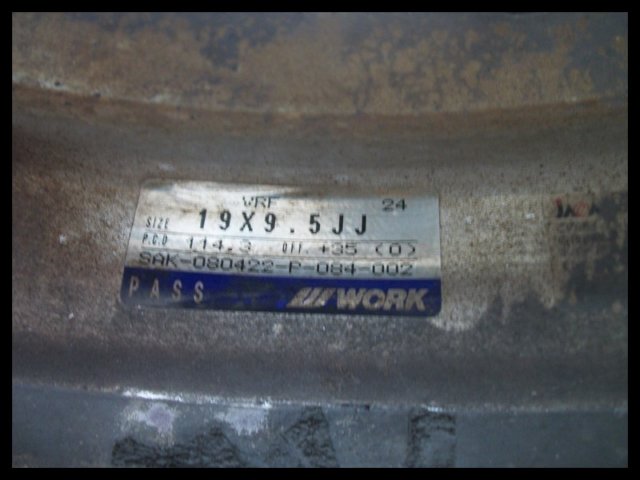 VRF 24
SIZE 19X9.5JJ
P.C.D 114.3 Off +35 <O>
SAK-080422-P-084-002
PASS WORK